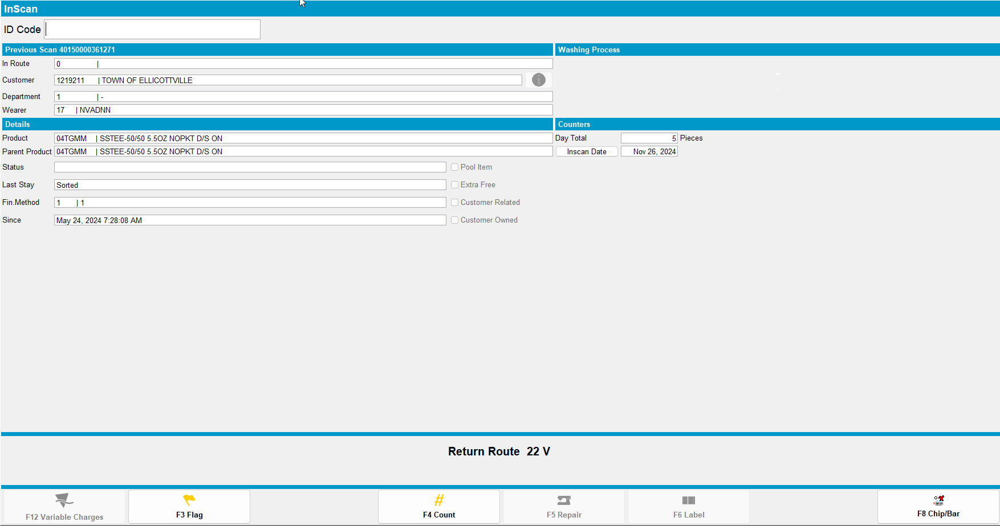 InScan
ID Code
Previous Scan 40150000361271
Washing Process
In Route 0 |
Customer 1219211 | TOWN OF ELLICOTTVILLE
Department 1 | -
Wearer 17 | NVADNN
Details
Counters
Product 04TGMM | SSTEE-50/50 5.5OZ NOPKT D/S ON
Day Total 5 Pieces
Parent Product 04TGMM | SSTEE-50/50 5.5OZ NOPKT D/S ON
Inscan Date Nov 26, 2024
Status
Pool Item
Last Stay Sorted
Extra Free
Fin.Method 1 | 1
Customer Related
Since May 24, 2024 7:28:08 AM
Customer Owned
Return Route 22 V
F12 Variable Charges
F3 Flag
# F4 Count
F5 Repair
F6 Label
F8 Chip/Bar